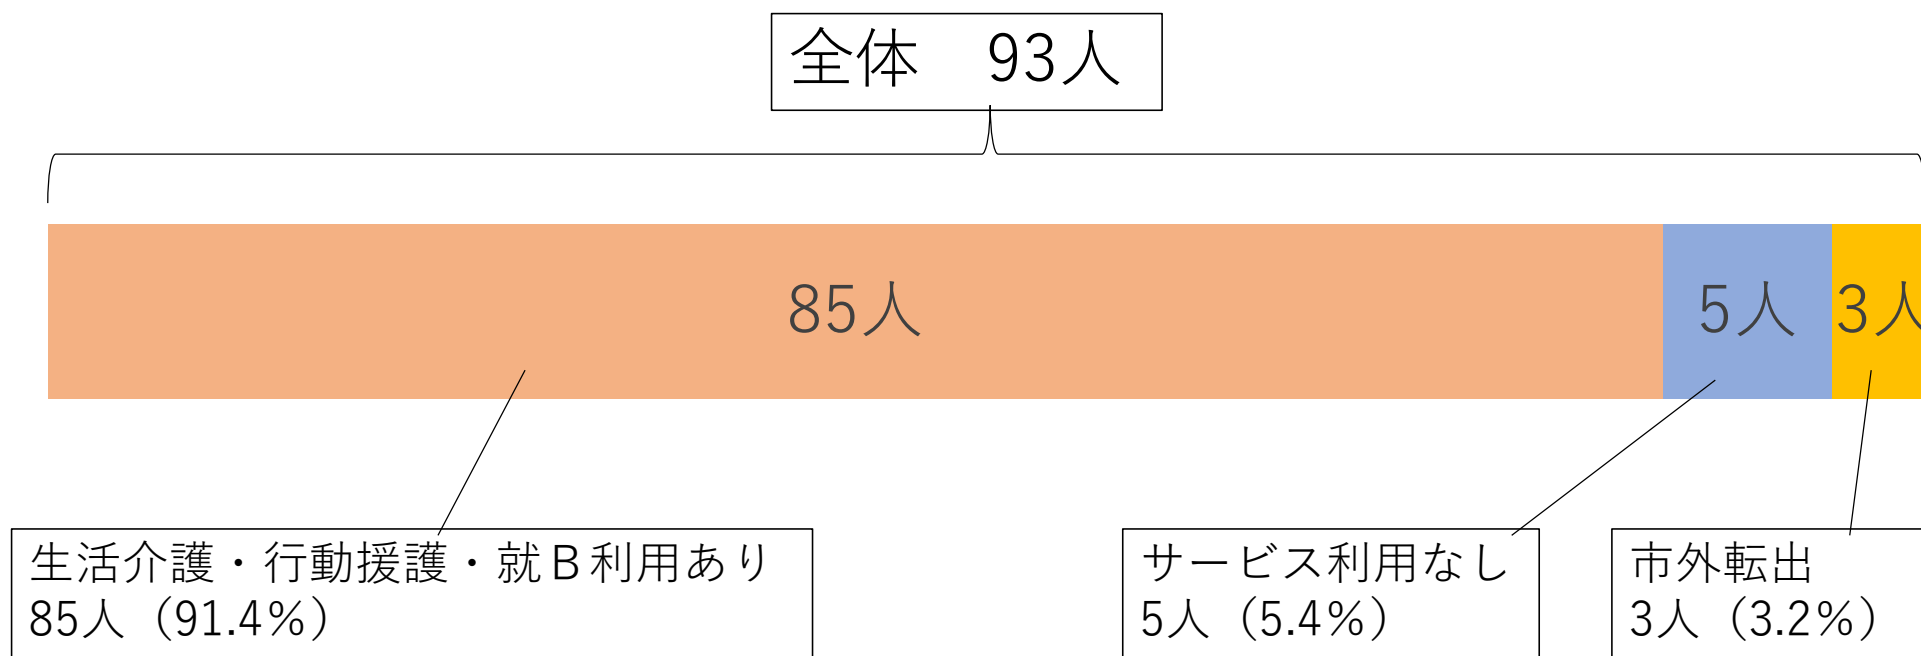 全体　93人
85人
5人
3人
生活介護・行動援護・就Ｂ利用あり
85人（91.4%）
サービス利用なし
5人（5.4%）
市外転出
3人（3.2%）